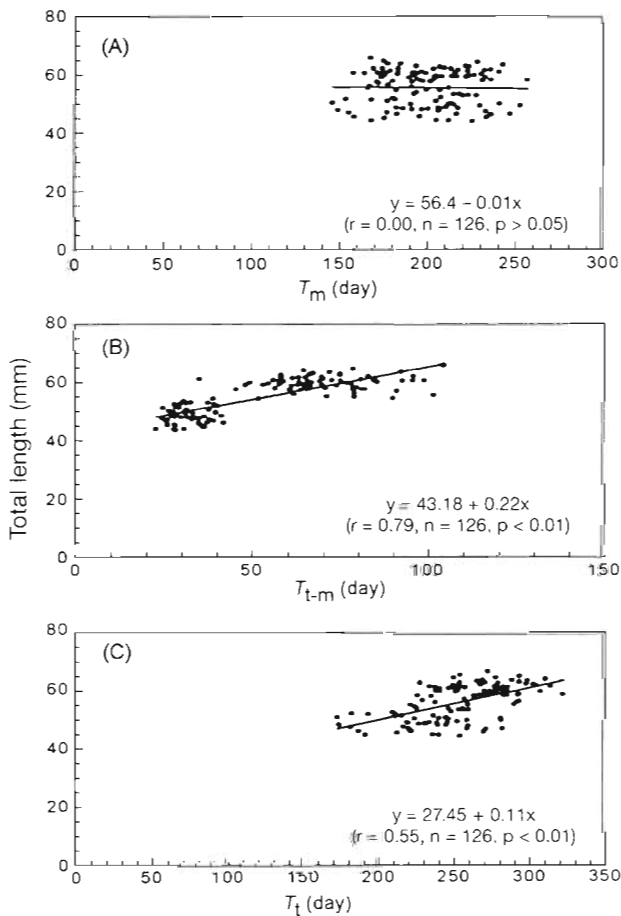 80
(A)
60
40
20
y = 56.4 – 0.01x
(r = 0.00, n = 126, p > 0.05)
0
0 50 100 150 200 250 300
Tm (day)
80
(B)
60
40
20
y = 43.18 + 0.22x
(r = 0.79, n = 126, p < 0.01)
0
0 50 100 150
Tt-m (day)
Total length (mm)
80
(C)
60
40
20
y = 27.45 + 0.11x
(r = 0.55, n = 126, p < 0.01)
0
0 50 100 150 200 250 300 350
Tt (day)